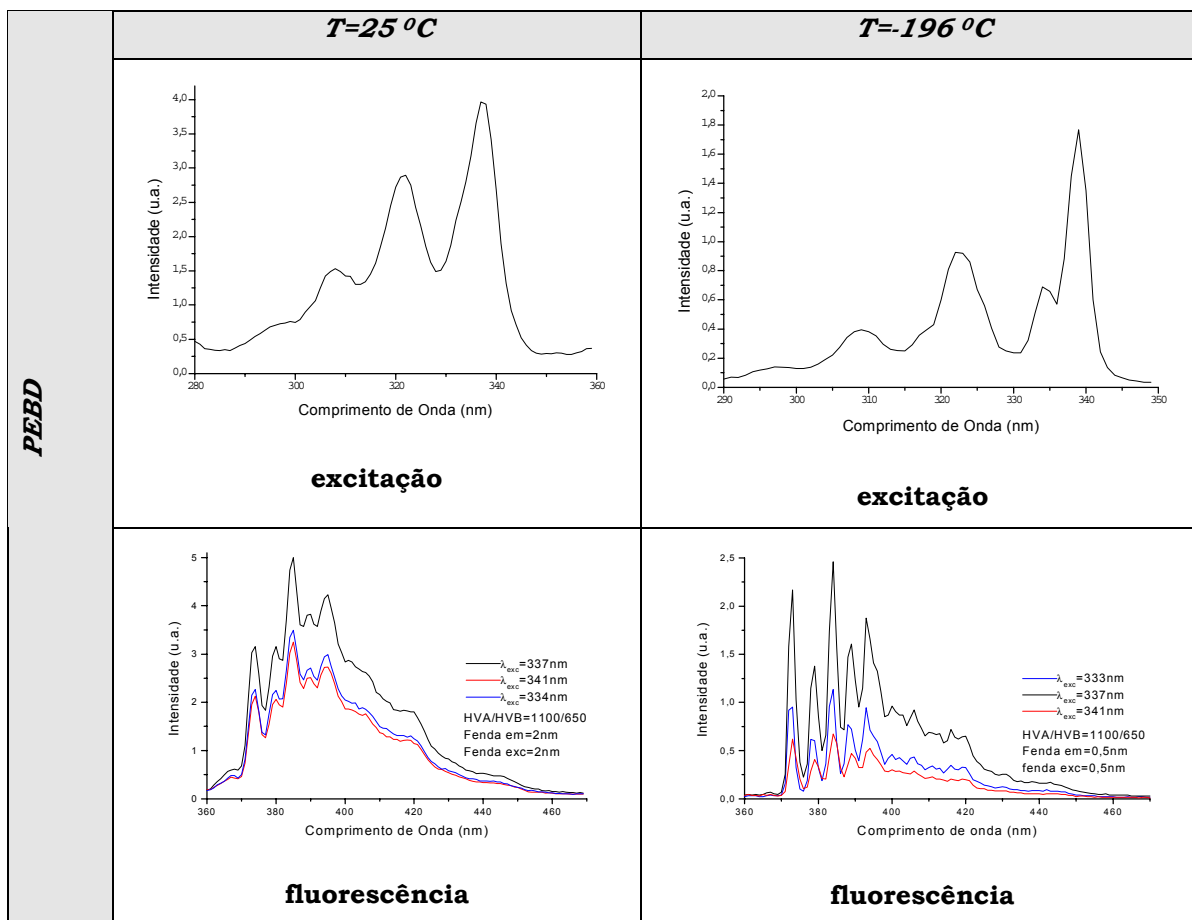 T=25 ⁰C
T=-196 ⁰C
PEBD
4,0
3,5
3,0
2,5
2,0
1,5
1,0
0,5
0,0
280
300
320
340
360
Intensidade (u.a.)
Comprimento de Onda (nm)
excitação
2,0
1,8
1,6
1,4
1,2
1,0
0,8
0,6
0,4
0,2
0,0
290
300
310
320
330
340
350
Intensidade (u.a.)
Comprimento de Onda (nm)
excitação
5
4
3
2
1
0
360
380
400
420
440
460
Intensidade (u.a.)
λexc=337nm
λexc=341nm
λexc=334nm
HVA/HVB=1100/650
Fenda em=2nm
Fenda exc=2nm
Comprimento de Onda (nm)
fluorescência
2,5
2,0
1,5
1,0
0,5
0,0
360
380
400
420
440
460
Intensidade (u.a.)
λexc=333nm
λexc=337nm
λexc=341nm
HVA/HVB=1100/650
Fenda em=0,5nm
fenda exc=0,5nm
Comprimento de onda (nm)
fluorescência